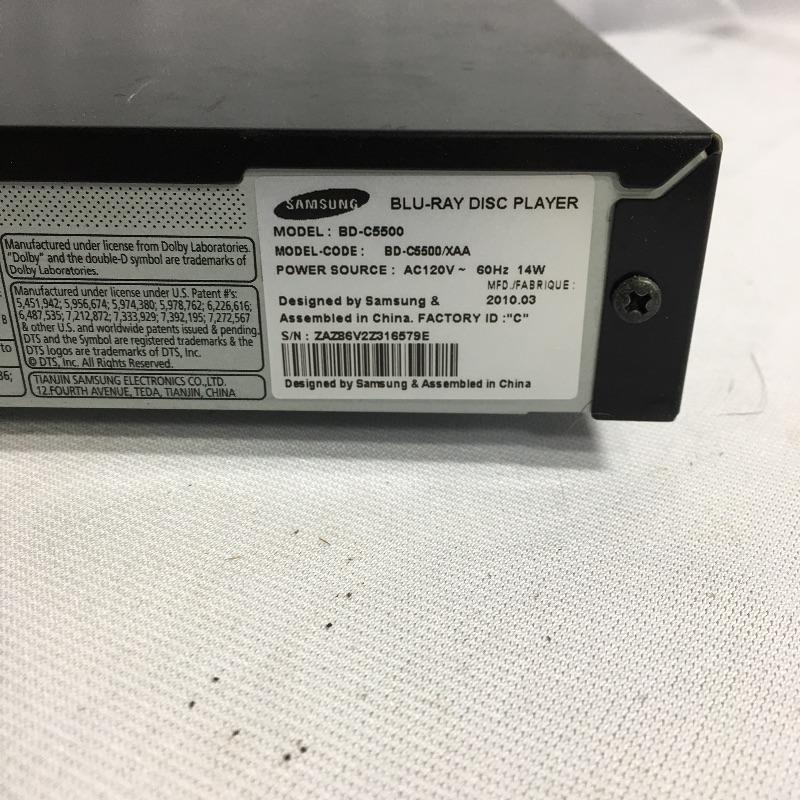 SAMSUNG BLU-RAY DISC PLAYER
MODEL : BD-C5500
MODEL-CODE : BD-C5500/XAA
POWER SOURCE : AC120V ~ 60Hz 14W
MFD./FABRIQUE :
Designed by Samsung & 2010.03
Assembled in China. FACTORY ID :"C"
S/N : ZAZ86V2Z316579E
Designed by Samsung & Assembled in China
Manufactured under license from Dolby Laboratories.
"Dolby" and the double-D symbol are trademarks of
Dolby Laboratories.
Manufactured under license under U.S. Patent #'s:
5,451,942; 5,956,674; 5,974,380; 5,978,762; 6,226,616;
6,487,535; 7,212,872; 7,333,929; 7,392,195; 7,272,567
& other U.S. and worldwide patents issued & pending.
DTS and the Symbol are registered trademarks & the
DTS logos are trademarks of DTS, Inc.
© DTS, Inc. All Rights Reserved.
TIANJIN SAMSUNG ELECTRONICS CO.,LTD.
12.FOURTH AVENUE, TEDA, TIANJIN, CHINA
B
to
36;